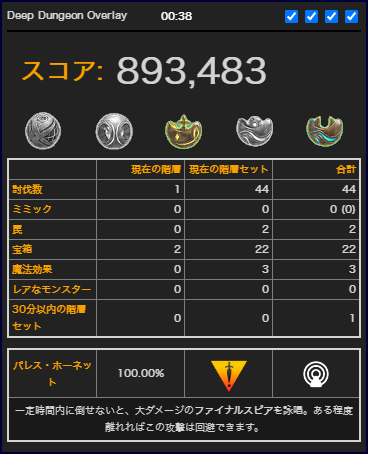 Deep Dungeon Overlay 00:38
スコア: 893,483
現在の階層 現在の階層セット 合計
討伐数 1 44 44
ミミック 0 0 0 (0)
罠 0 2 2
宝箱 2 22 22
魔法効果 0 3 3
レアなモンスター 0 0 0
30分以内の階層
セット 0 0 1
パレス・ホーネッ
ト 100.00%
一定時間内に倒せないと、大ダメージのファイナルスピアを詠唱。ある程度
離れればこの攻撃は回避できます。